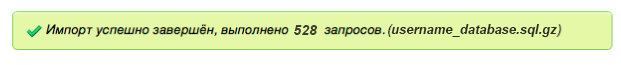 Импорт успешно завершён, выполнено 528 запросов. (username_database.sql.gz)